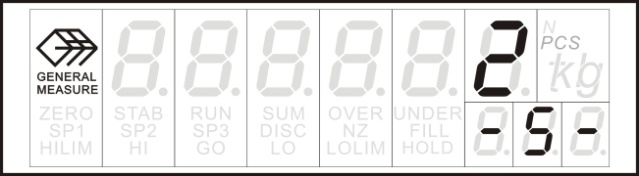 GENERAL
MEASURE
2
N
PCS
kg
ZERO STAB RUN SUM OVER UNDER
SP1 SP2 SP3 DISC NZ FILL
HILIM HI GO LO LOLIM HOLD
-5-